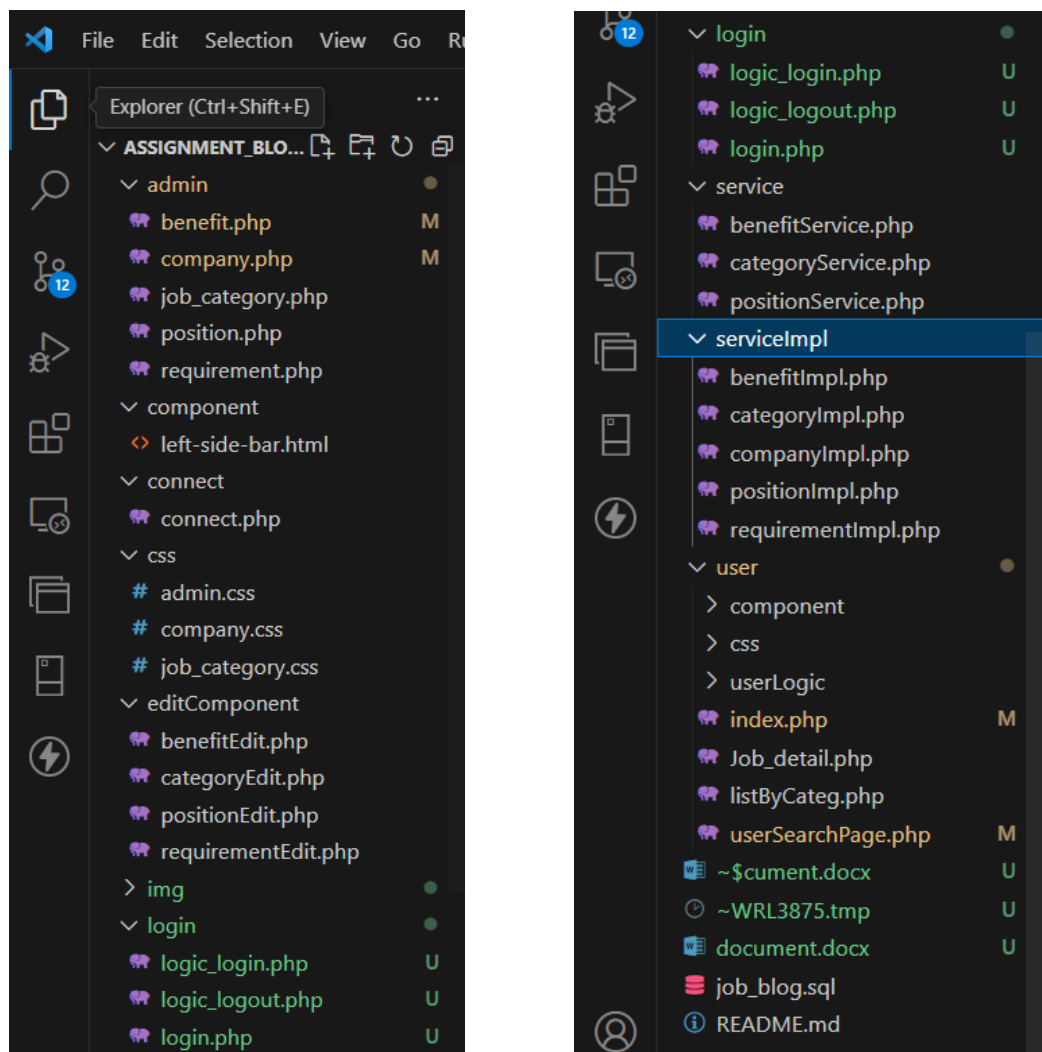 File Edit Selection View Go Ru
Explorer (Ctrl+Shift+E)
ASSIGNMENT_BLO...
admin
benefit.php M
company.php M
job_category.php
position.php
requirement.php
component
left-side-bar.html
connect
connect.php
css
admin.css
company.css
job_category.css
editComponent
benefitEdit.php
categoryEdit.php
positionEdit.php
requirementEdit.php
img
login
logic_login.php U
logic_logout.php U
login.php U
12
12
login
logic_login.php U
logic_logout.php U
login.php U
service
benefitService.php
categoryService.php
positionService.php
serviceImpl
benefitImpl.php
categoryImpl.php
companyImpl.php
positionImpl.php
requirementImpl.php
user
component
css
userLogic
index.php M
Job_detail.php
listByCateg.php
userSearchPage.php M
~$cument.docx U
~WRL3875.tmp U
document.docx U
job_blog.sql
README.md